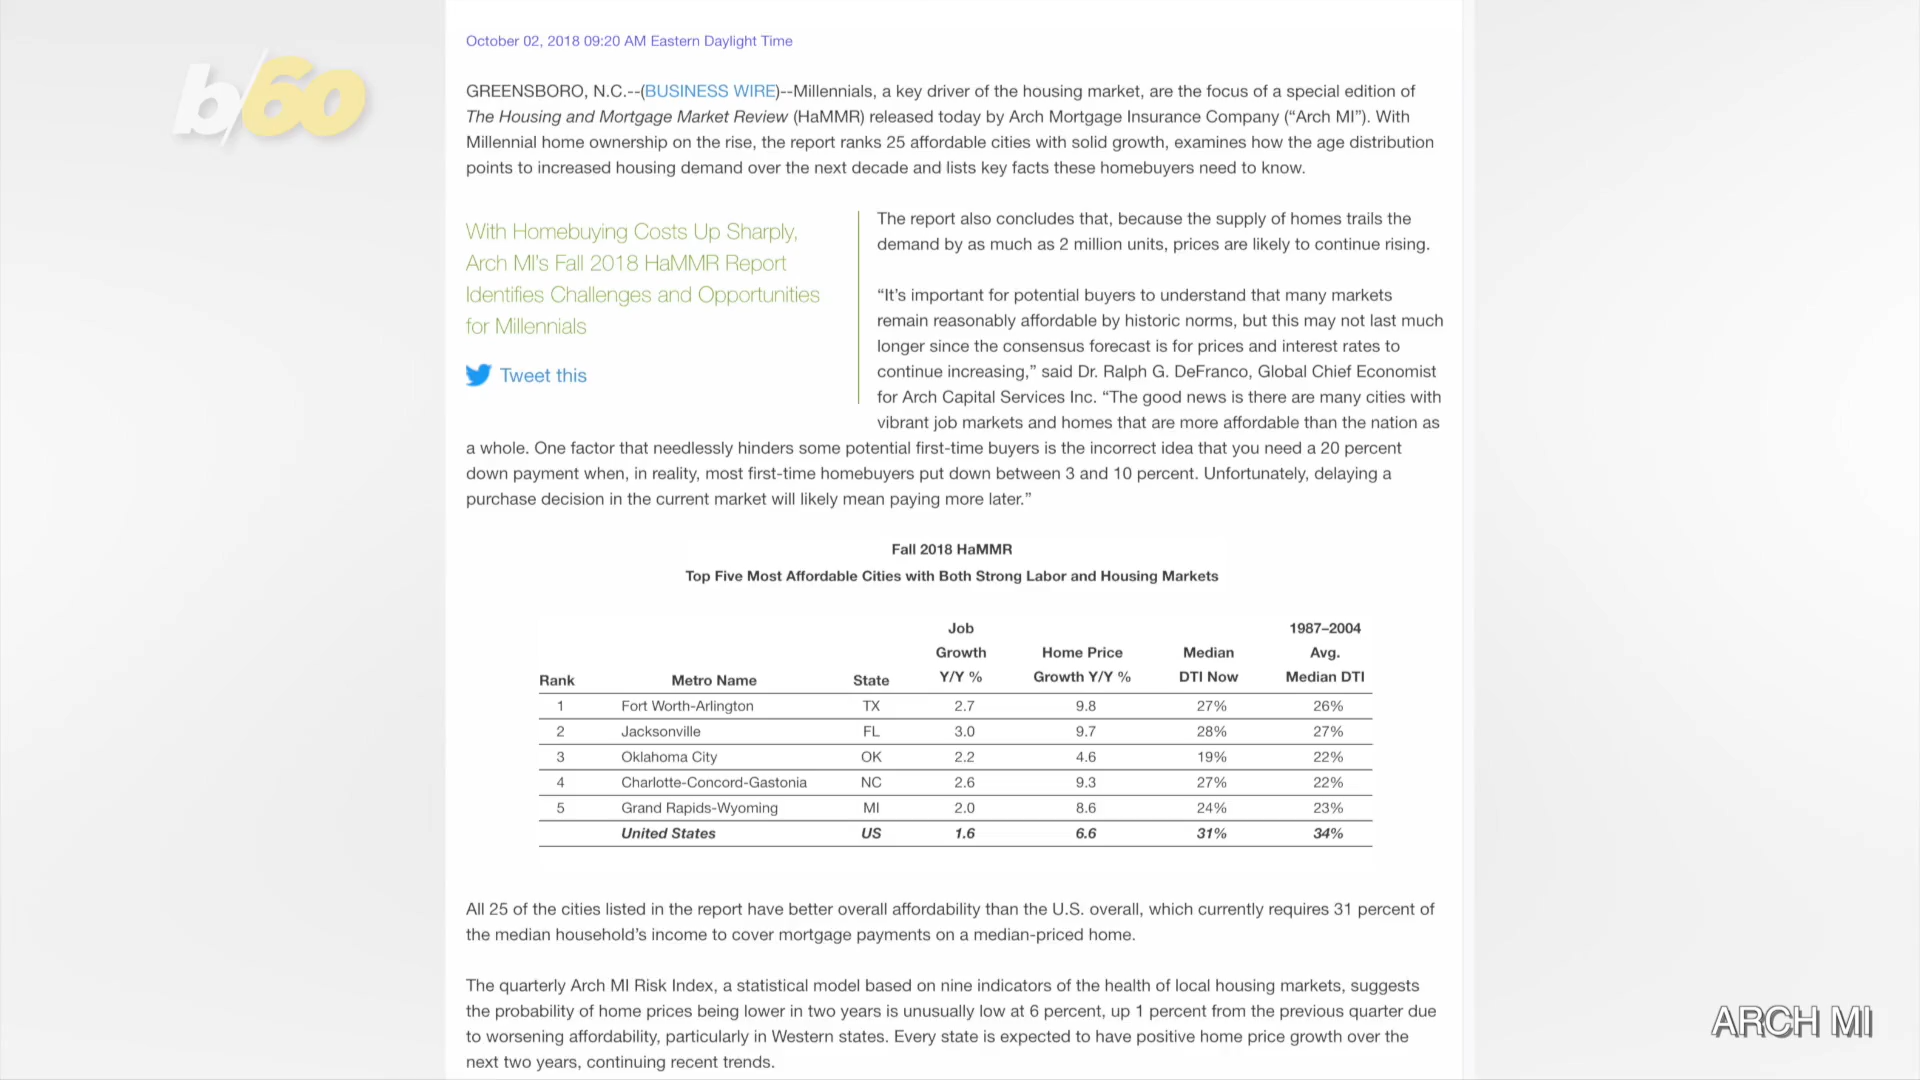 b/60
October 02, 2018 09:20 AM Eastern Daylight Time
GREENSBORO, N.C.--(BUSINESS WIRE)--Millennials, a key driver of the housing market, are the focus of a special edition of
The Housing and Mortgage Market Review (HaMMR) released today by Arch Mortgage Insurance Company (“Arch MI”). With
Millennial home ownership on the rise, the report ranks 25 affordable cities with solid growth, examines how the age distribution
points to increased housing demand over the next decade and lists key facts these homebuyers need to know.
With Homebuying Costs Up Sharply,
Arch MI’s Fall 2018 HaMMR Report
Identifies Challenges and Opportunities
for Millennials
Tweet this
The report also concludes that, because the supply of homes trails the
demand by as much as 2 million units, prices are likely to continue rising.
“It’s important for potential buyers to understand that many markets
remain reasonably affordable by historic norms, but this may not last much
longer since the consensus forecast is for prices and interest rates to
continue increasing,” said Dr. Ralph G. DeFranco, Global Chief Economist
for Arch Capital Services Inc. “The good news is there are many cities with
vibrant job markets and homes that are more affordable than the nation as
a whole. One factor that needlessly hinders some potential first-time buyers is the incorrect idea that you need a 20 percent
down payment when, in reality, most first-time homebuyers put down between 3 and 10 percent. Unfortunately, delaying a
purchase decision in the current market will likely mean paying more later.”
Fall 2018 HaMMR
Top Five Most Affordable Cities with Both Strong Labor and Housing Markets
Job 1987–2004
Growth Home Price Median Avg.
Rank Metro Name State Y/Y % Growth Y/Y % DTI Now Median DTI
1 Fort Worth-Arlington TX 2.7 9.8 27% 26%
2 Jacksonville FL 3.0 9.7 28% 27%
3 Oklahoma City OK 2.2 4.6 19% 22%
4 Charlotte-Concord-Gastonia NC 2.6 9.3 27% 22%
5 Grand Rapids-Wyoming MI 2.0 8.6 24% 23%
United States US 1.6 6.6 31% 34%
All 25 of the cities listed in the report have better overall affordability than the U.S. overall, which currently requires 31 percent of
the median household’s income to cover mortgage payments on a median-priced home.
The quarterly Arch MI Risk Index, a statistical model based on nine indicators of the health of local housing markets, suggests
the probability of home prices being lower in two years is unusually low at 6 percent, up 1 percent from the previous quarter due
to worsening affordability, particularly in Western states. Every state is expected to have positive home price growth over the
next two years, continuing recent trends.
ARCH MI